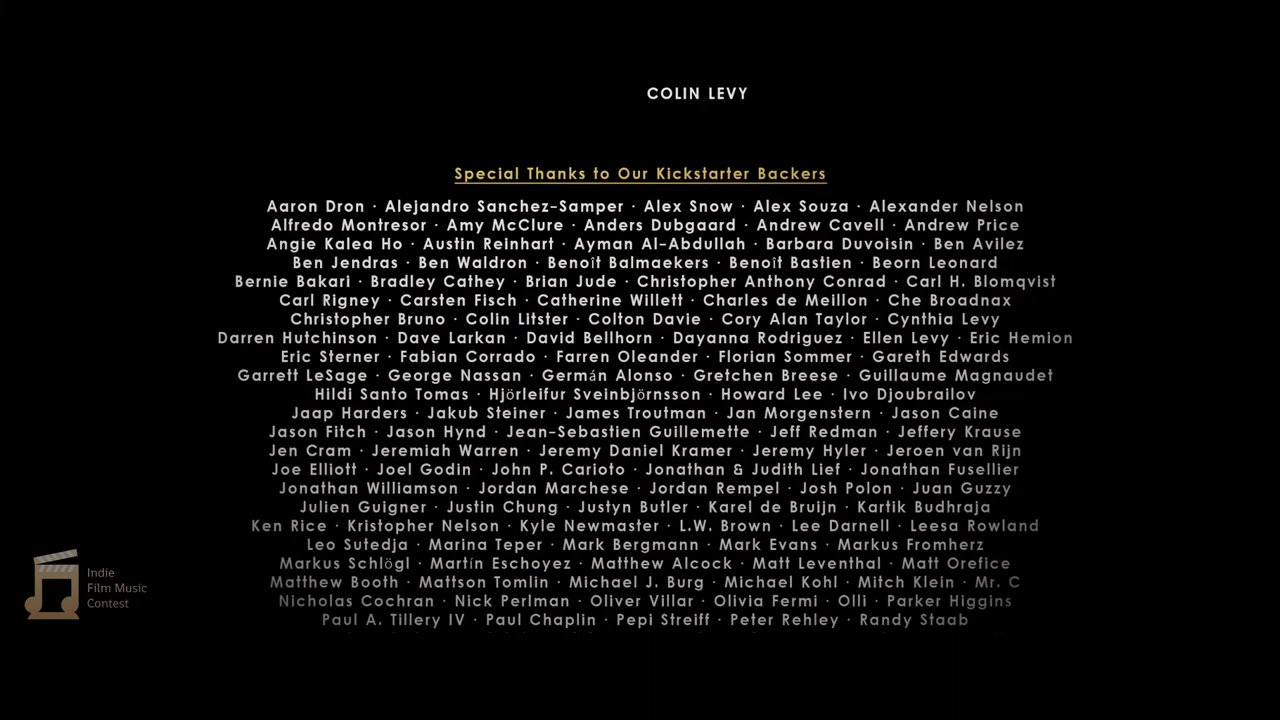 COLIN LEVY
Special Thanks to Our Kickstarter Backers
Aaron Dron · Alejandro Sanchez-Samper · Alex Snow · Alex Souza · Alexander Nelson
Alfredo Montresor · Amy McClure · Anders Dubgaard · Andrew Cavell · Andrew Price
Angie Kalea Ho · Austin Reinhart · Ayman Al-Abdullah · Barbara Duvoisin · Ben Avilez
Ben Jendras · Ben Waldron · Benoît Balmaekers · Benoît Bastien · Beorn Leonard
Bernie Bakari · Bradley Cathey · Brian Jude · Christopher Anthony Conrad · Carl H. Blomqvist
Carl Rigney · Carsten Fisch · Catherine Willett · Charles de Meillon · Che Broadnax
Christopher Bruno · Colin Litster · Colton Davie · Cory Alan Taylor · Cynthia Levy
Darren Hutchinson · Dave Larkan · David Bellhorn · Dayanna Rodriguez · Ellen Levy · Eric Hemion
Eric Sterner · Fabian Corrado · Farren Oleander · Florian Sommer · Gareth Edwards
Garrett LeSage · George Nassan · Germán Alonso · Gretchen Breese · Guillaume Magnaudet
Hildi Santo Tomas · Hjörleifur Sveinbjörnsson · Howard Lee · Ivo Djoubrailov
Jaap Harders · Jakub Steiner · James Troutman · Jan Morgenstern · Jason Caine
Jason Fitch · Jason Hynd · Jean-Sebastien Guillemette · Jeff Redman · Jeffery Krause
Jen Cram · Jeremiah Warren · Jeremy Daniel Kramer · Jeremy Hyler · Jeroen van Rijn
Joe Elliott · Joel Godin · John P. Carioto · Jonathan & Judith Lief · Jonathan Fusellier
Jonathan Williamson · Jordan Marchese · Jordan Rempel · Josh Polon · Juan Guzzy
Julien Guigner · Justin Chung · Justyn Butler · Karel de Bruijn · Kartik Budhraja
Ken Rice · Kristopher Nelson · Kyle Newmaster · L.W. Brown · Lee Darnell · Leesa Rowland
Leo Sutedja · Marina Teper · Mark Bergmann · Mark Evans · Markus Fromherz
Markus Schlögl · Martín Eschoyez · Matthew Alcock · Matt Leventhal · Matt Orefice
Matthew Booth · Mattson Tomlin · Michael J. Burg · Michael Kohl · Mitch Klein · Mr. C
Nicholas Cochran · Nick Perlman · Oliver Villar · Olivia Fermi · Olli · Parker Higgins
Paul A. Tillery IV · Paul Chaplin · Pepi Streiff · Peter Rehley · Randy Staab
Indie
Film Music
Contest